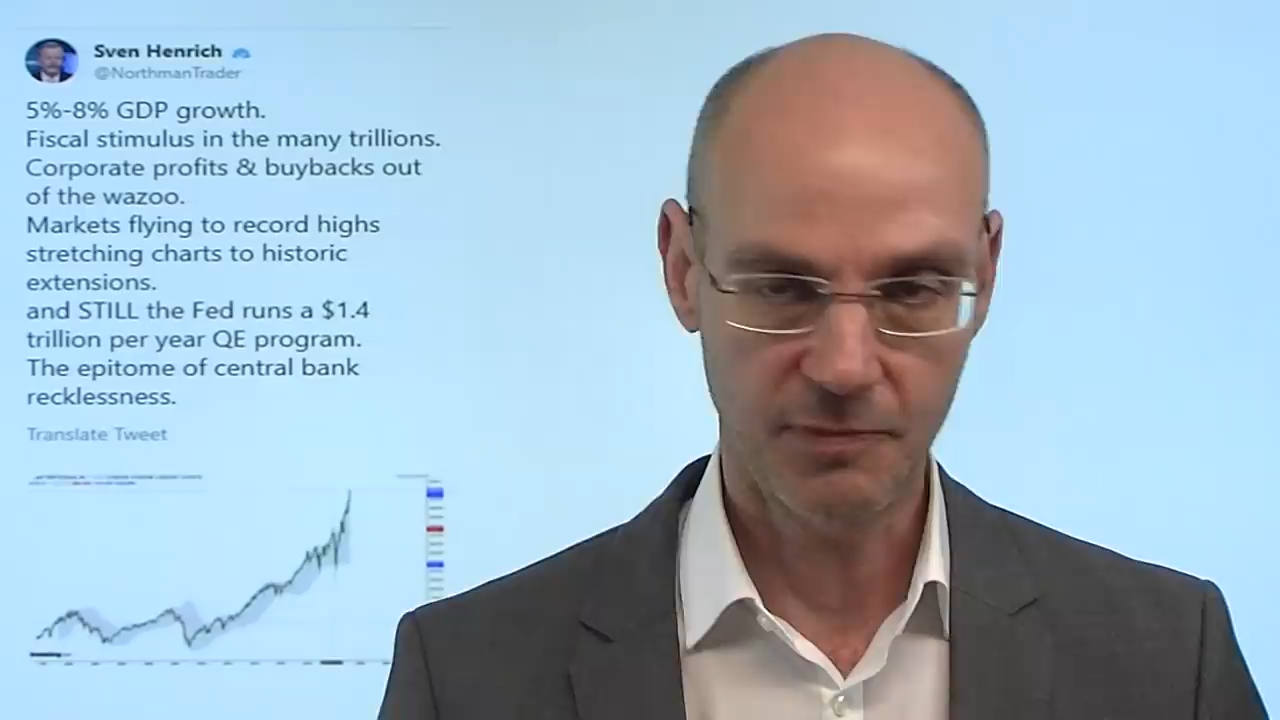 Sven Henrich
@NorthmanTrader
5%-8% GDP growth.
Fiscal stimulus in the many trillions.
Corporate profits & buybacks out
of the wazoo.
Markets flying to record highs
stretching charts to historic
extensions.
and STILL the Fed runs a $1.4
trillion per year QE program.
The epitome of central bank
recklessness.
Translate Tweet